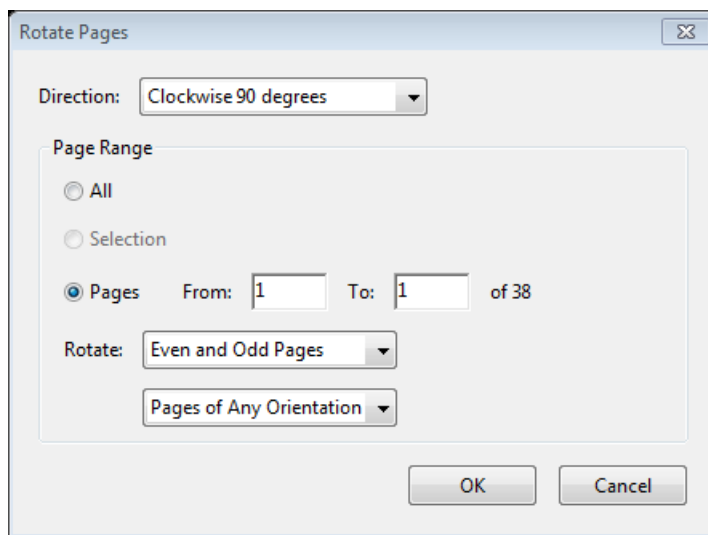 Rotate Pages
Direction: Clockwise 90 degrees
Page Range
All
Selection
Pages From: 1 To: 1 of 38
Rotate: Even and Odd Pages
Pages of Any Orientation
OK Cancel